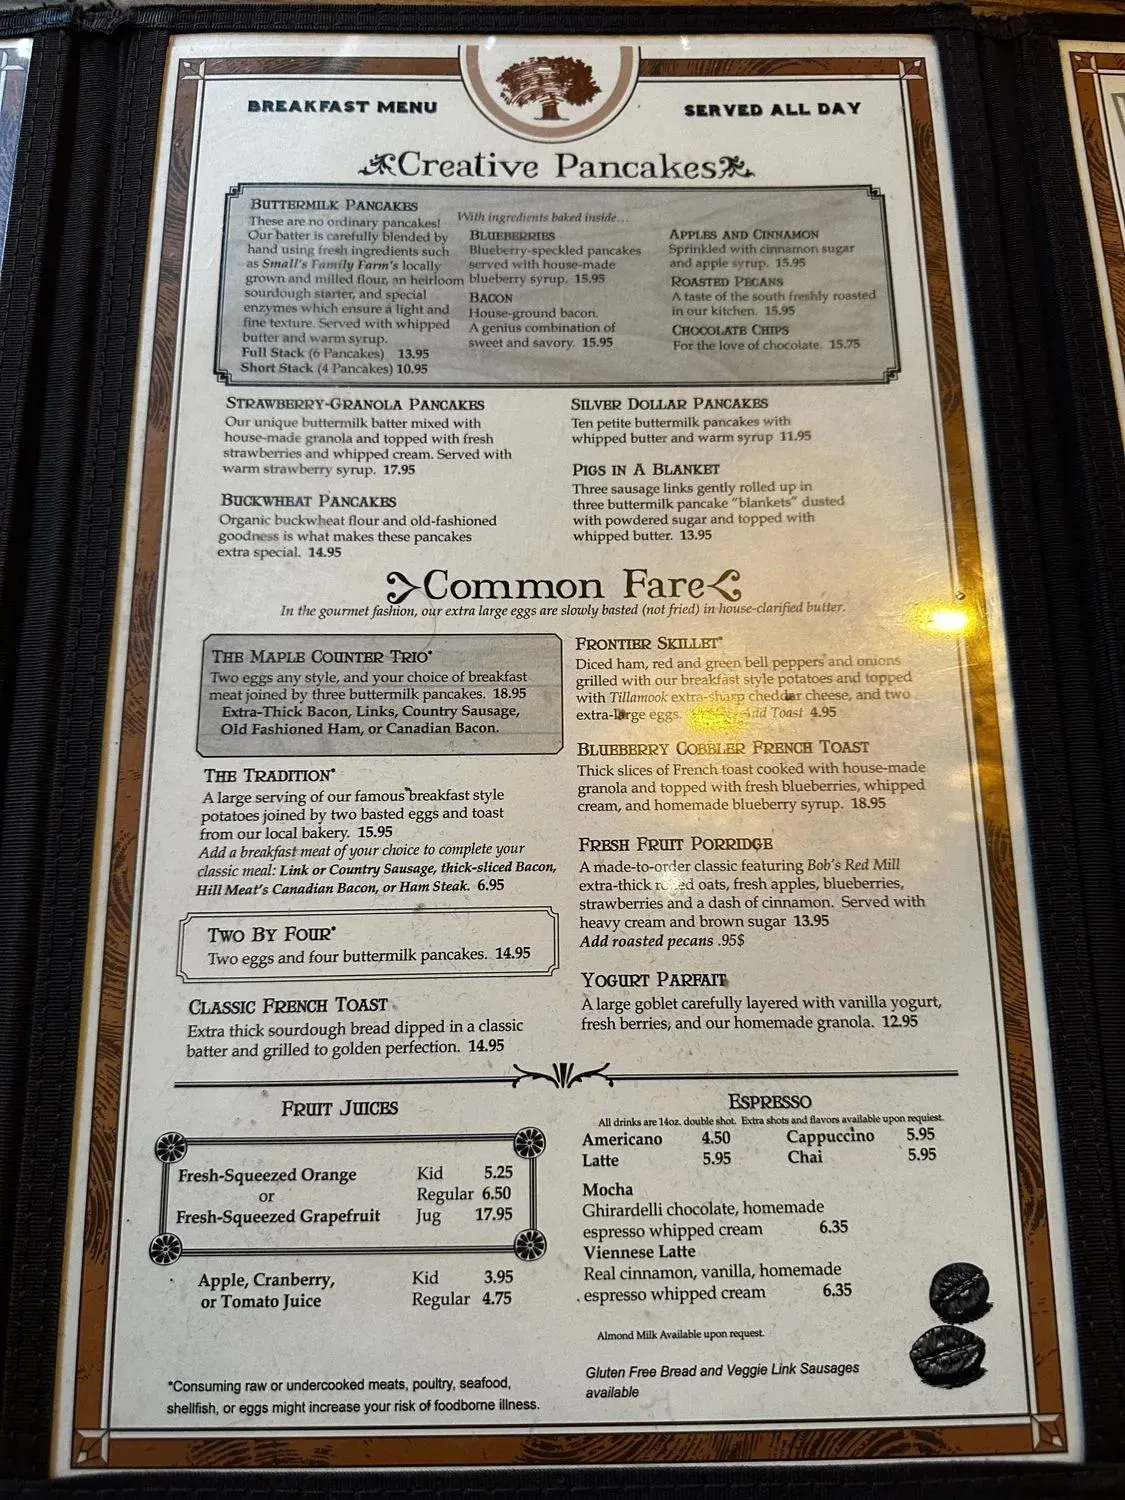 BREAKFAST MENU
SERVED ALL DAY
Creative Pancakes
BUTTERMILK PANCAKES
These are no ordinary pancakes!
Our batter is carefully blended by
hand using fresh ingredients such
as Small's Family Farm's locally
grown and milled flour, an heirloom
sourdough starter, and special
enzymes which ensure a light and
fine texture. Served with whipped
butter and warm syrup.
Full Stack (6 Pancakes) 13.95
Short Stack (4 Pancakes) 10.95
With ingredients baked inside...
BLUEBERRIES
Blueberry-speckled pancakes
served with house-made
blueberry syrup. 15.95
BACON
House-ground bacon.
A genius combination of
sweet and savory. 15.95
APPLES AND CINNAMON
Sprinkled with cinnamon sugar
and apple syrup. 15.95
ROASTED PECANS
A taste of the south freshly roasted
in our kitchen. 15.95
CHOCOLATE CHIPS
For the love of chocolate. 15.75
STRAWBERRY-GRANOLA PANCAKES
Our unique buttermilk batter mixed with
house-made granola and topped with fresh
strawberries and whipped cream. Served with
warm strawberry syrup. 17.95
BUCKWHEAT PANCAKES
Organic buckwheat flour and old-fashioned
goodness is what makes these pancakes
extra special. 14.95
SILVER DOLLAR PANCAKES
Ten petite buttermilk pancakes with
whipped butter and warm syrup 11.95
PIGS IN A BLANKET
Three sausage links gently rolled up in
three buttermilk pancake "blankets" dusted
with powdered sugar and topped with
whipped butter. 13.95
Common Fare
In the gourmet fashion, our extra large eggs are slowly basted (not fried) in house-clarified butter.
THE MAPLE COUNTER TRIO*
Two eggs any style, and your choice of breakfast
meat joined by three buttermilk pancakes. 18.95
Extra-Thick Bacon, Links, Country Sausage,
Old Fashioned Ham, or Canadian Bacon.
THE TRADITION*
A large serving of our famous breakfast style
potatoes joined by two basted eggs and toast
from our local bakery. 15.95
Add a breakfast meat of your choice to complete your
classic meal: Link or Country Sausage, thick-sliced Bacon,
Hill Meat's Canadian Bacon, or Ham Steak. 6.95
TWO BY FOUR*
Two eggs and four buttermilk pancakes. 14.95
CLASSIC FRENCH TOAST
Extra thick sourdough bread dipped in a classic
batter and grilled to golden perfection. 14.95
FRONTIER SKILLET*
Diced ham, red and green bell peppers and onions
grilled with our breakfast style potatoes and topped
with Tillamook extra-sharp cheddar cheese, and two
extra-large eggs. Add Toast 4.95
BLUEBERRY COBBLER FRENCH TOAST
Thick slices of French toast cooked with house-made
granola and topped with fresh blueberries, whipped
cream, and homemade blueberry syrup. 18.95
FRESH FRUIT PORRIDGE
A made-to-order classic featuring Bob's Red Mill
extra-thick rolled oats, fresh apples, blueberries,
strawberries and a dash of cinnamon. Served with
heavy cream and brown sugar 13.95
Add roasted pecans .95$
YOGURT PARFAIT
A large goblet carefully layered with vanilla yogurt,
fresh berries, and our homemade granola. 12.95
FRUIT JUICES
Fresh-Squeezed Orange
or
Fresh-Squeezed Grapefruit
Kid 5.25
Regular 6.50
Jug 17.95
Apple, Cranberry,
or Tomato Juice
Kid 3.95
Regular 4.75
ESPRESSO
All drinks are 14oz. double shot. Extra shots and flavors available upon requiest.
Americano 4.50 Cappuccino 5.95
Latte 5.95 Chai 5.95
Mocha
Ghirardelli chocolate, homemade
espresso whipped cream 6.35
Viennese Latte
Real cinnamon, vanilla, homemade
espresso whipped cream 6.35
Almond Milk Available upon request.
Gluten Free Bread and Veggie Link Sausages
available
*Consuming raw or undercooked meats, poultry, seafood,
shellfish, or eggs might increase your risk of foodborne illness.